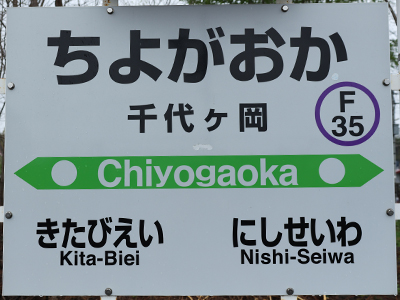 ちよがおか
千代ヶ岡
F
35
Chiyogaoka
きたびえい
Kita-Biei
にしせいわ
Nishi-Seiwa